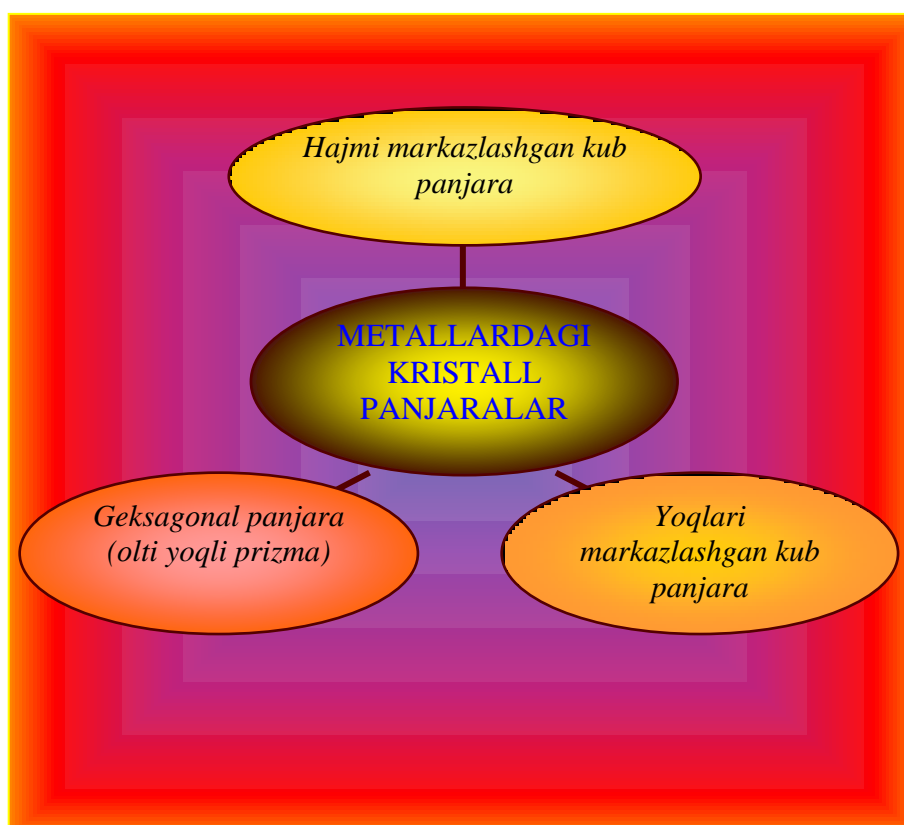 Hajmi markazlashgan kub
panjara
METALLARDAGI
KRISTALL
PANJARALAR
Geksagonal panjara
(olti yoqli prizma)
Yoqlari
markazlashgan kub
panjara